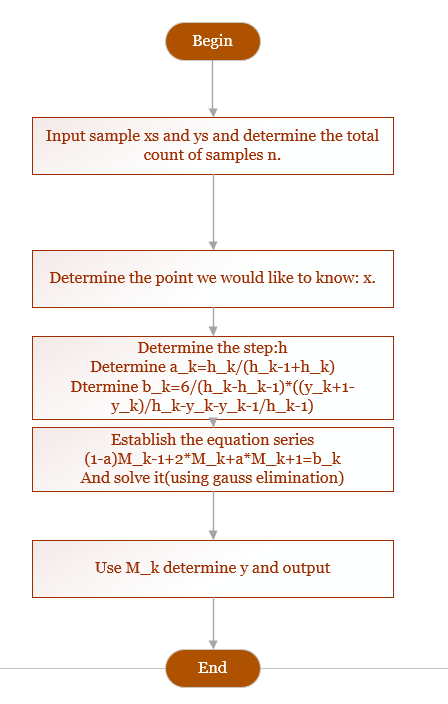 Begin
Input sample xs and ys and determine the total
count of samples n.
Determine the point we would like to know: x.
Determine the step:h
Determine a_k=h_k/(h_k-1+h_k)
Dtermine b_k=6/(h_k-h_k-1)*((y_k+1-
y_k)/h_k-y_k-y_k-1/h_k-1)
Establish the equation series
(1-a)M_k-1+2*M_k+a*M_k+1=b_k
And solve it(using gauss elimination)
Use M_k determine y and output
End